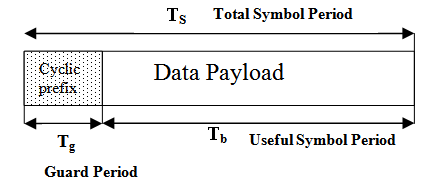 Ts Total Symbol Period
Cyclic
prefix
Data Payload
Tg
Tb Useful Symbol Period
Guard Period